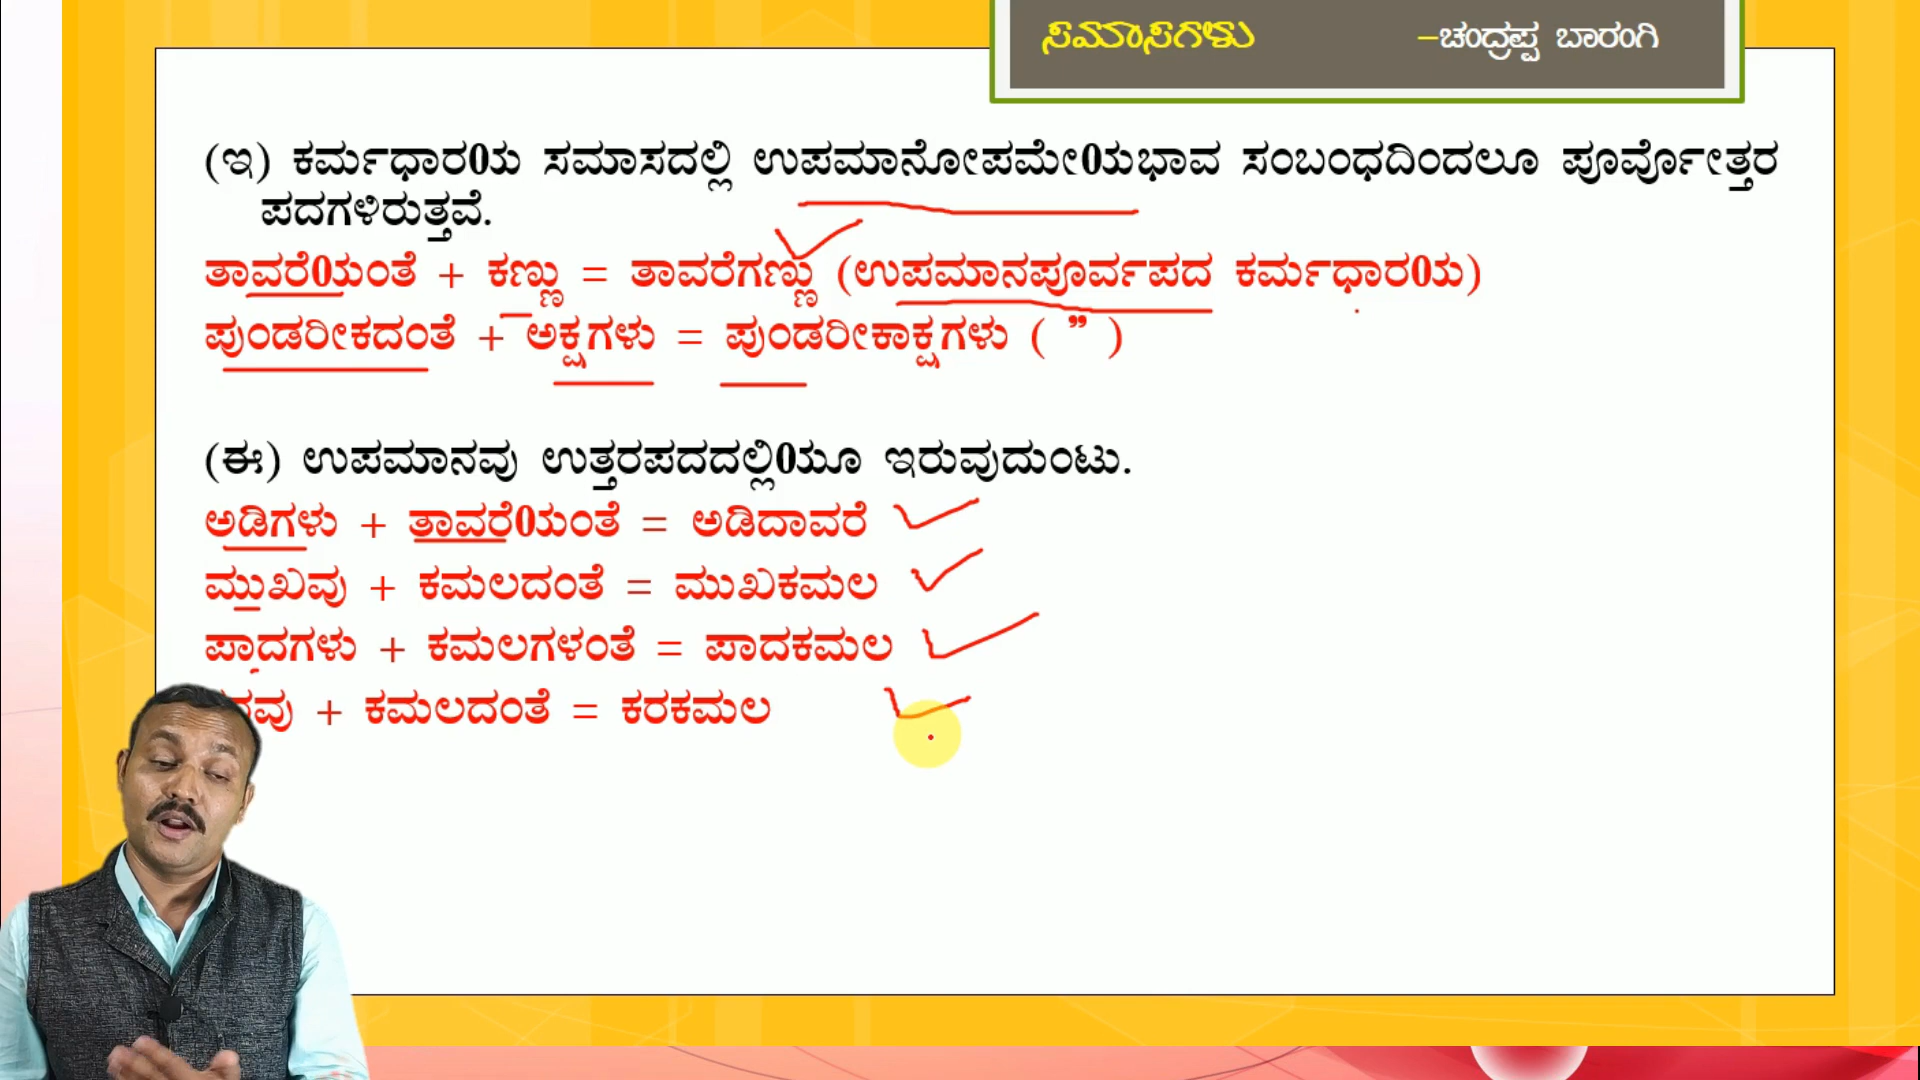 ಸಮಾಸಗಳು –ಚಂದ್ರಪ್ಪ ಬಾರಂಗಿ
(ಇ) ಕರ್ಮಧಾರಯ ಸಮಾಸದಲ್ಲಿ ಉಪಮಾನೋಪಮೇಯಭಾವ ಸಂಬಂಧದಿಂದಲೂ ಪೂರ್ವೋತ್ತರ
ಪದಗಳಿರುತ್ತವೆ.
ತಾವರೆಯಂತೆ + ಕಣ್ಣು = ತಾವರೆಗಣ್ಣು (ಉಪಮಾನಪೂರ್ವಪದ ಕರ್ಮಧಾರಯ)
ಪುಂಡರೀಕದಂತೆ + ಅಕ್ಷಗಳು = ಪುಂಡರೀಕಾಕ್ಷಗಳು ( ” )
(ಈ) ಉಪಮಾನವು ಉತ್ತರಪದದಲ್ಲಿಯೂ ಇರುವುದುಂಟು.
ಅಡಿಗಳು + ತಾವರೆಯಂತೆ = ಅಡಿದಾವರೆ
ಮುಖವು + ಕಮಲದಂತೆ = ಮುಖಕಮಲ
ಪಾದಗಳು + ಕಮಲಗಳಂತೆ = ಪಾದಕಮಲ
+ ಕಮಲದಂತೆ = ಕರಕಮಲ